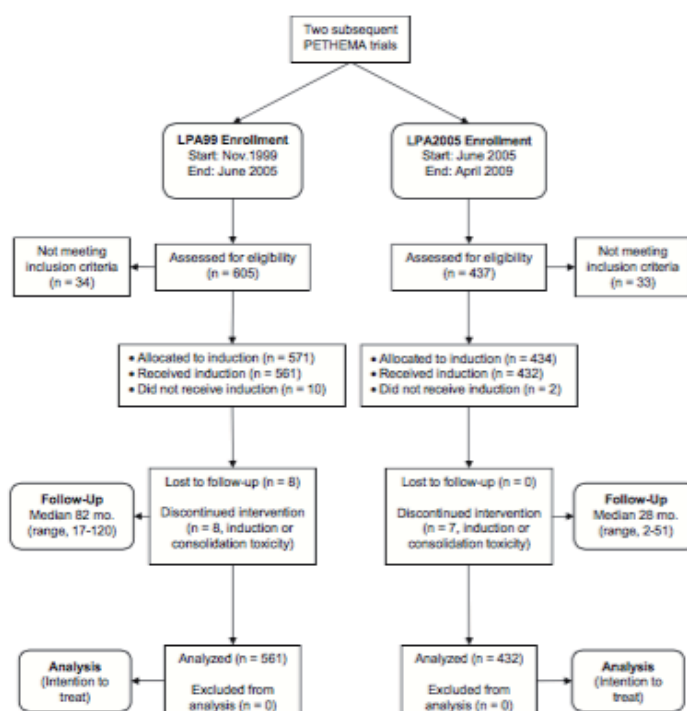 Two subsequent
PETHEMA trials
LPA99 Enrollment
Start: Nov.1999
End: June 2005
LPA2005 Enrollment
Start: June 2005
End: April 2009
Not meeting
inclusion criteria
(n = 34)
Assessed for eligibility
(n = 605)
Assessed for eligibility
(n = 437)
Not meeting
inclusion criteria
(n = 33)
• Allocated to induction (n = 571)
• Received induction (n = 561)
• Did not receive induction (n = 10)
• Allocated to induction (n = 434)
• Received induction (n = 432)
• Did not receive induction (n = 2)
Follow-Up
Median 82 mo.
(range, 17-120)
Lost to follow-up (n = 8)
Discontinued intervention
(n = 8, induction or
consolidation toxicity)
Lost to follow-up (n = 0)
Discontinued intervention
(n = 7, induction or
consolidation toxicity)
Follow-Up
Median 28 mo.
(range, 2-51)
Analysis
(Intention to
treat)
Analyzed (n = 561)
Excluded from
analysis (n = 0)
Analyzed (n = 432)
Excluded from
analysis (n = 0)
Analysis
(Intention to
treat)